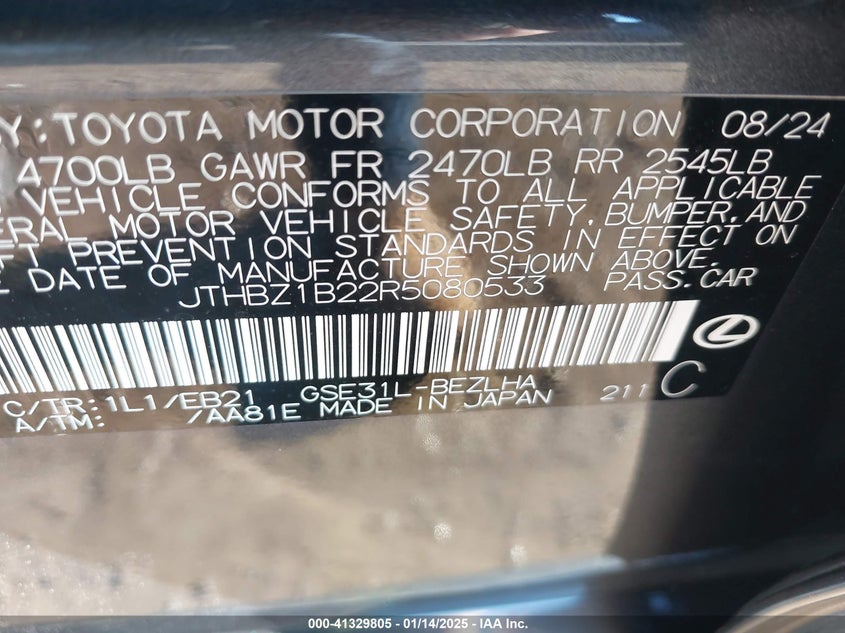 Y: TOYOTA MOTOR CORPORATION 08/24
4700LB GAWR FR 2470LB RR 2545LB
VEHICLE CONFORMS TO ALL APPLICABLE
ERAL MOTOR VEHICLE SAFETY, BUMPER, AND
FT PREVENTION STANDARDS IN EFFECT ON
E DATE OF MANUFACTURE SHOWN ABOVE.
JTHBZ1B22R5080533 PASS.CAR
C/TR:1L1/EB21 GSE31L-BEZLHA 211 C
A/TM: /AA81E MADE IN JAPAN
000-41329805 - 01/14/2025 - IAA Inc.